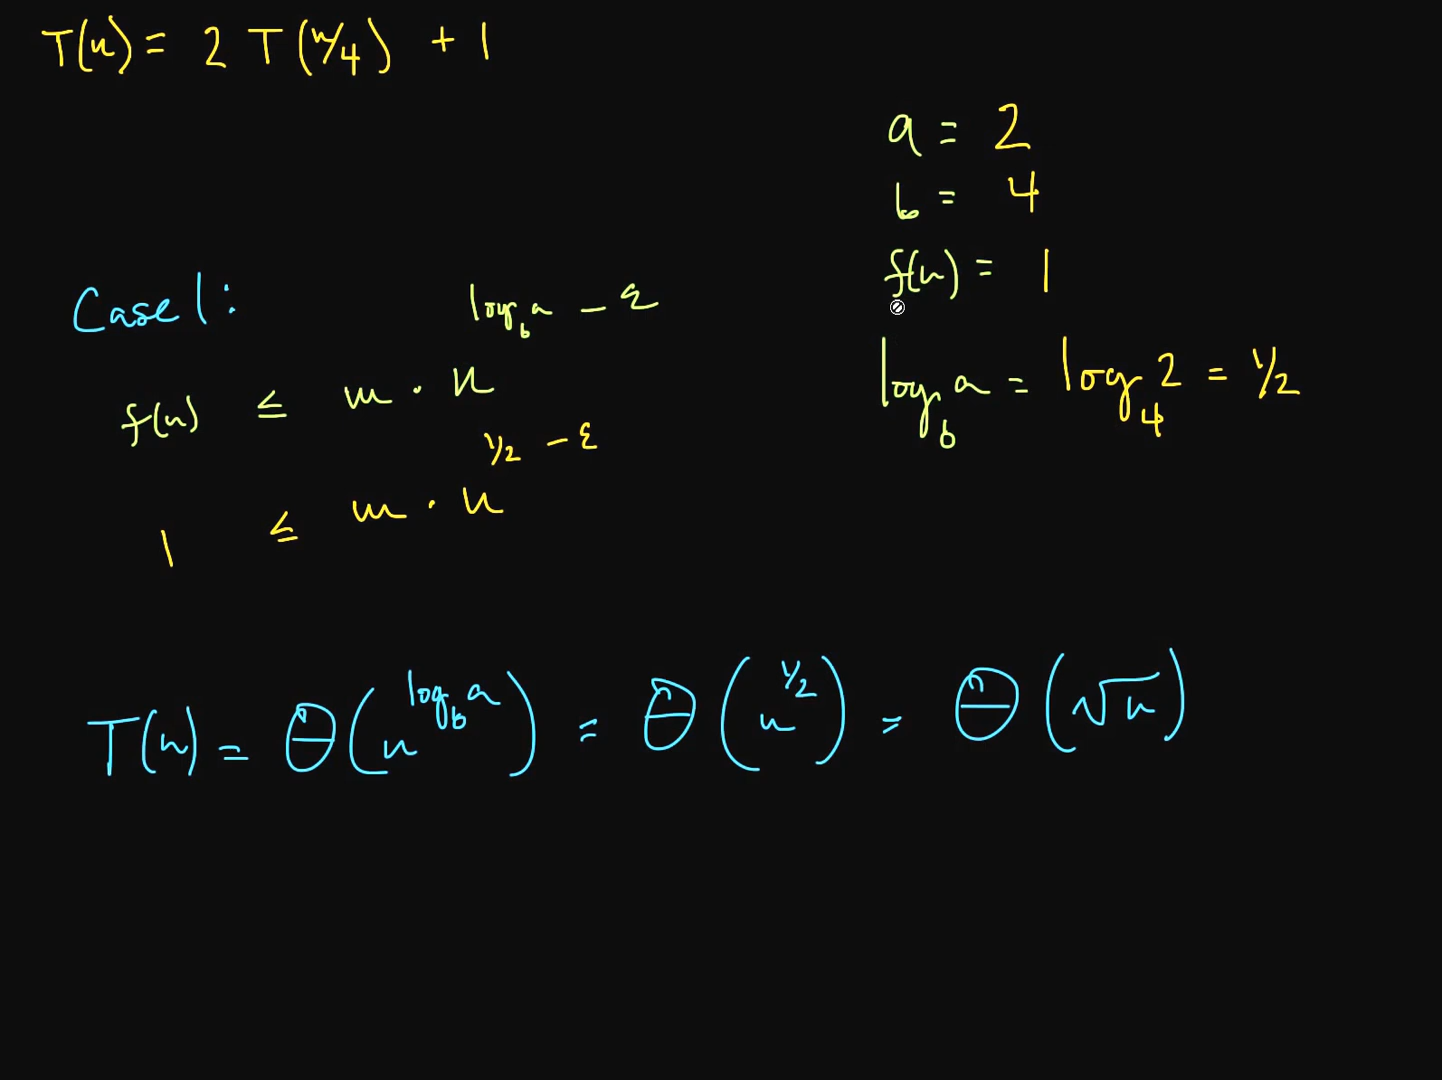 T(n) = 2 T(n/4) + 1
a = 2
b = 4
f(n) = 1
log_b a = log_4 2 = 1/2
Case 1:
f(n) ≤ m · n^(log_b a - ε)
1 ≤ m · n^(1/2 - ε)
T(n) = Θ(n^(log_b a)) = Θ(n^(1/2)) = Θ(√n)